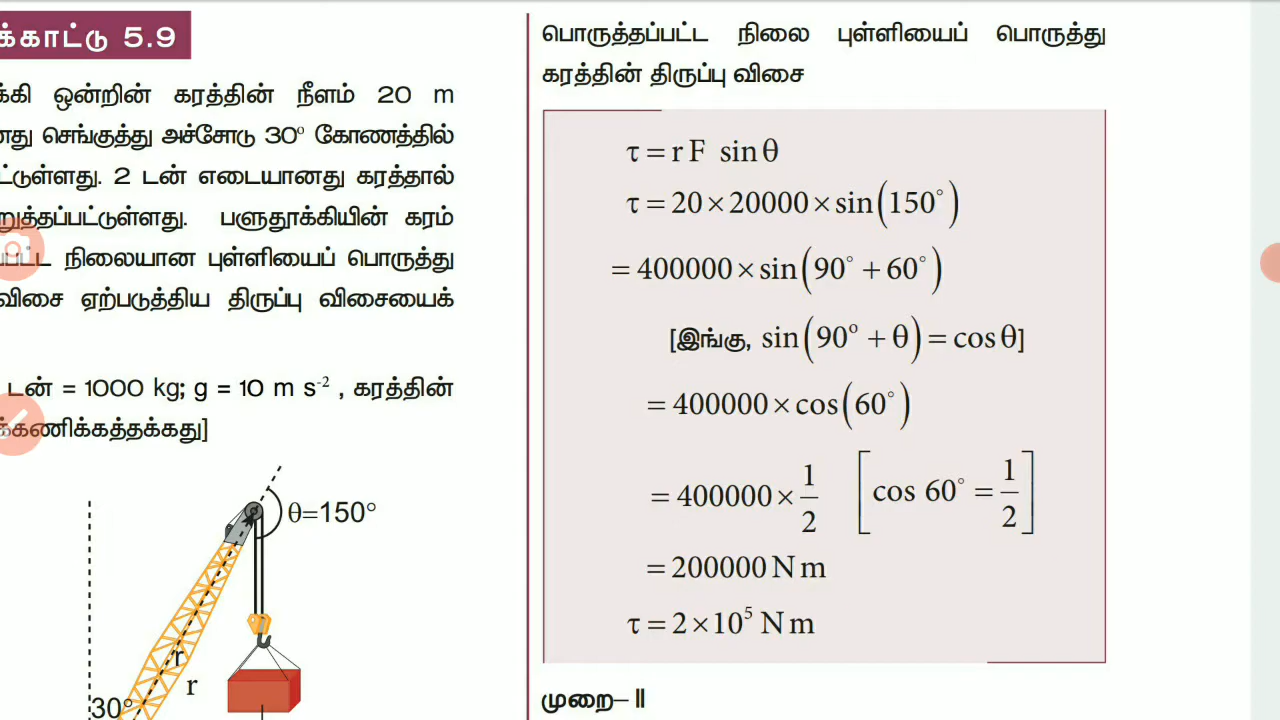 க்காட்டு 5.9
க்கி ஒன்றின் கரத்தின் நீளம் 20 m
னது செங்குத்து அச்சோடு 30° கோணத்தில்
ட்டுள்ளது. 2 டன் எடையானது கரத்தால்
றுத்தப்பட்டுள்ளது. பளுதூக்கியின் கரம்
பட்ட நிலையான புள்ளியைப் பொருத்து
விசை ஏற்படுத்திய திருப்பு விசையைக்
டன் = 1000 kg; g = 10 m s⁻² , கரத்தின்
க்கணிக்கத்தக்கது]
θ=150°
r
r
30°
பொருத்தப்பட்ட நிலை புள்ளியைப் பொருத்து
கரத்தின் திருப்பு விசை
τ = r F sin θ
τ = 20 × 20000 × sin(150°)
= 400000 × sin(90° + 60°)
[இங்கு, sin(90° + θ) = cos θ]
= 400000 × cos(60°)
= 400000 × 1/2 [cos 60° = 1/2]
= 200000 N m
τ = 2 × 10⁵ N m
முறை– II